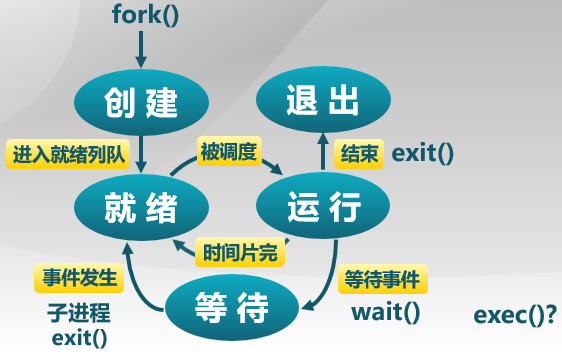 fork()
创建
退出
进入就绪列队
被调度
结束
exit()
就绪
运行
时间片完
事件发生
等待事件
子进程
等待
wait()
exec()?
exit()